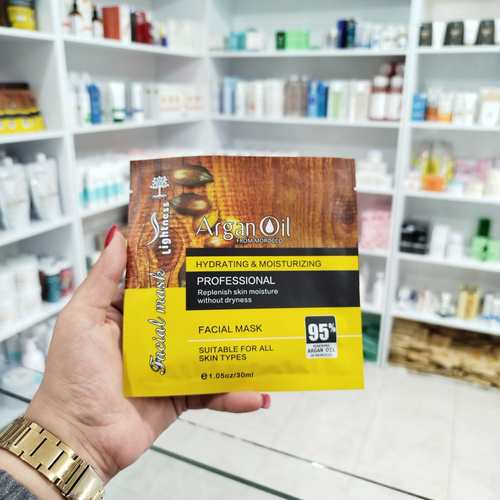 Lightness
Facial mask
Argan Oil
FROM MOROCCO
HYDRATING & MOISTURIZING
PROFESSIONAL
Replenish skin moisture
without dryness
FACIAL MASK
SUITABLE FOR ALL
SKIN TYPES
℮1.05oz/30ml
95%
ARGAN OIL